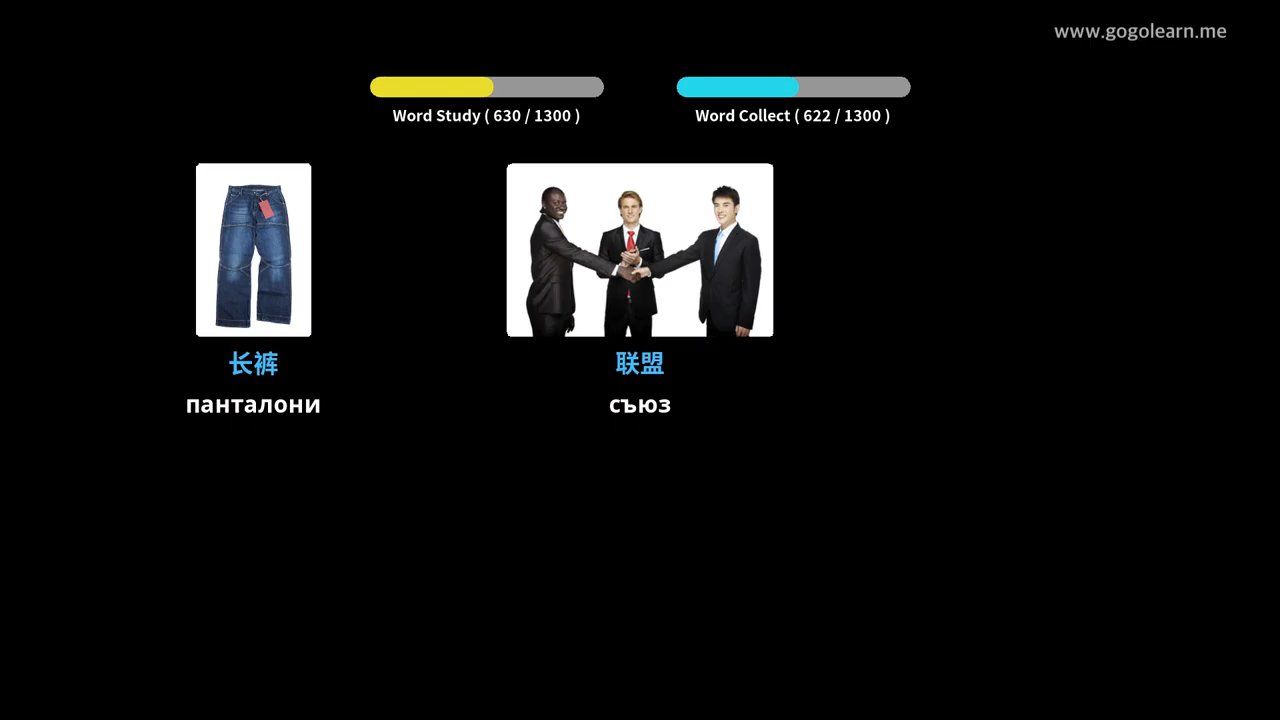 www.gogolearn.me
Word Study ( 630 / 1300 )
Word Collect ( 622 / 1300 )
长裤
панталони
联盟
съюз